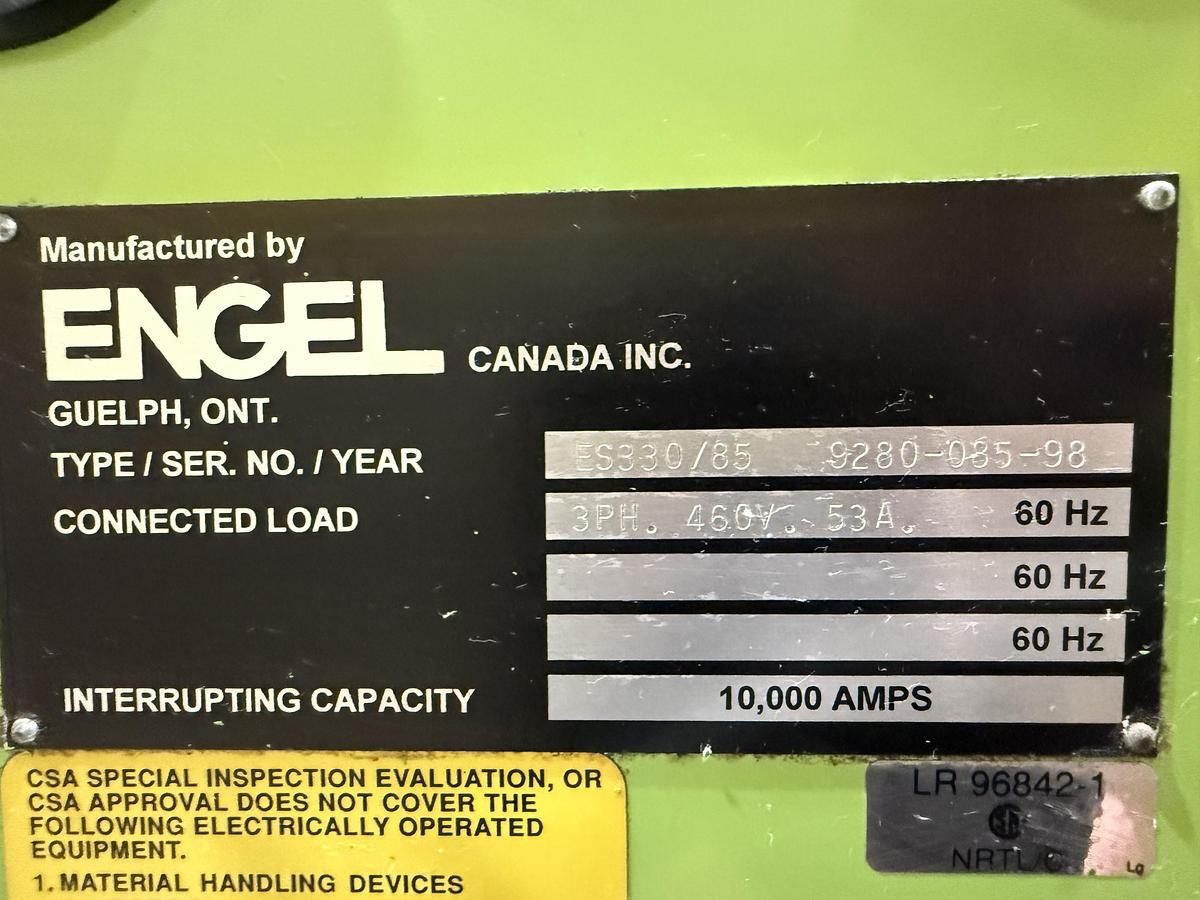 Manufactured by
ENGEL CANADA INC.
GUELPH, ONT.
TYPE / SER. NO. / YEAR ES330/85 9280-085-98
CONNECTED LOAD 3PH. 460V. 53A. 60 Hz
60 Hz
60 Hz
INTERRUPTING CAPACITY 10,000 AMPS
CSA SPECIAL INSPECTION EVALUATION, OR
CSA APPROVAL DOES NOT COVER THE
FOLLOWING ELECTRICALLY OPERATED
EQUIPMENT.
1. MATERIAL HANDLING DEVICES
LR 96842-1
NRTL/C